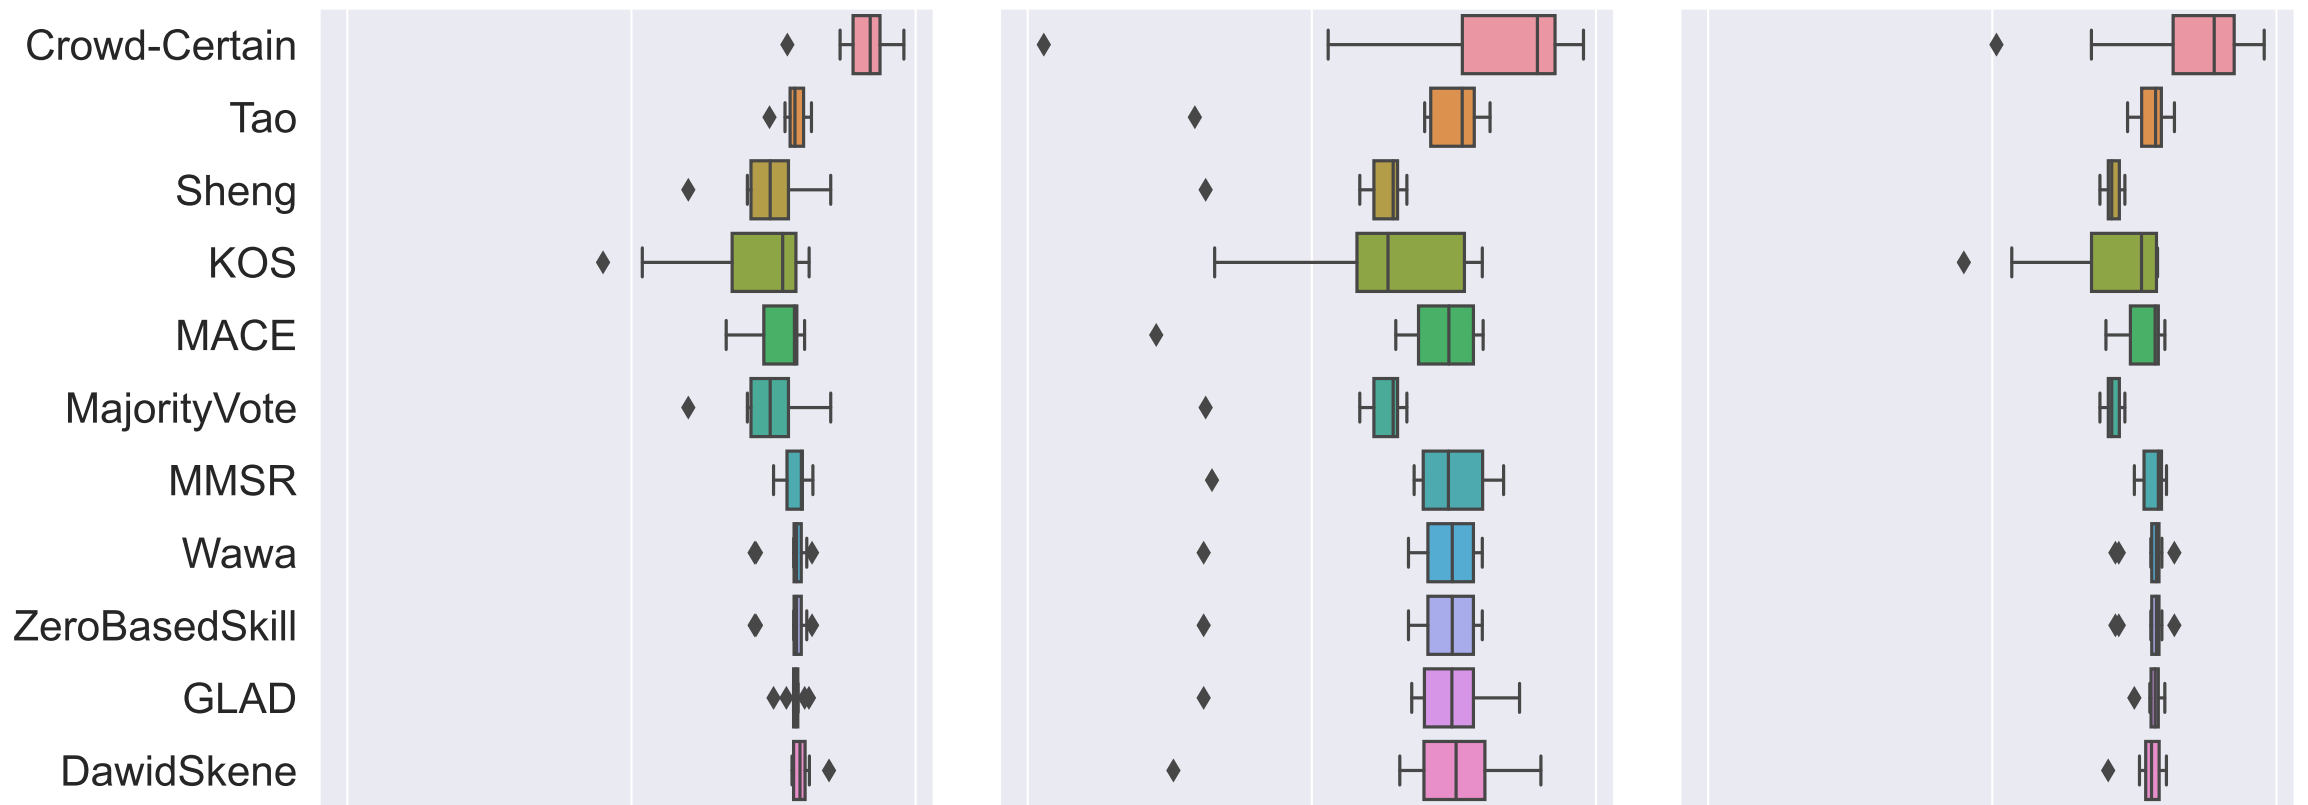 Crowd-Certain
Tao
Sheng
KOS
MACE
MajorityVote
MMSR
Wawa
ZeroBasedSkill
GLAD
DawidSkene